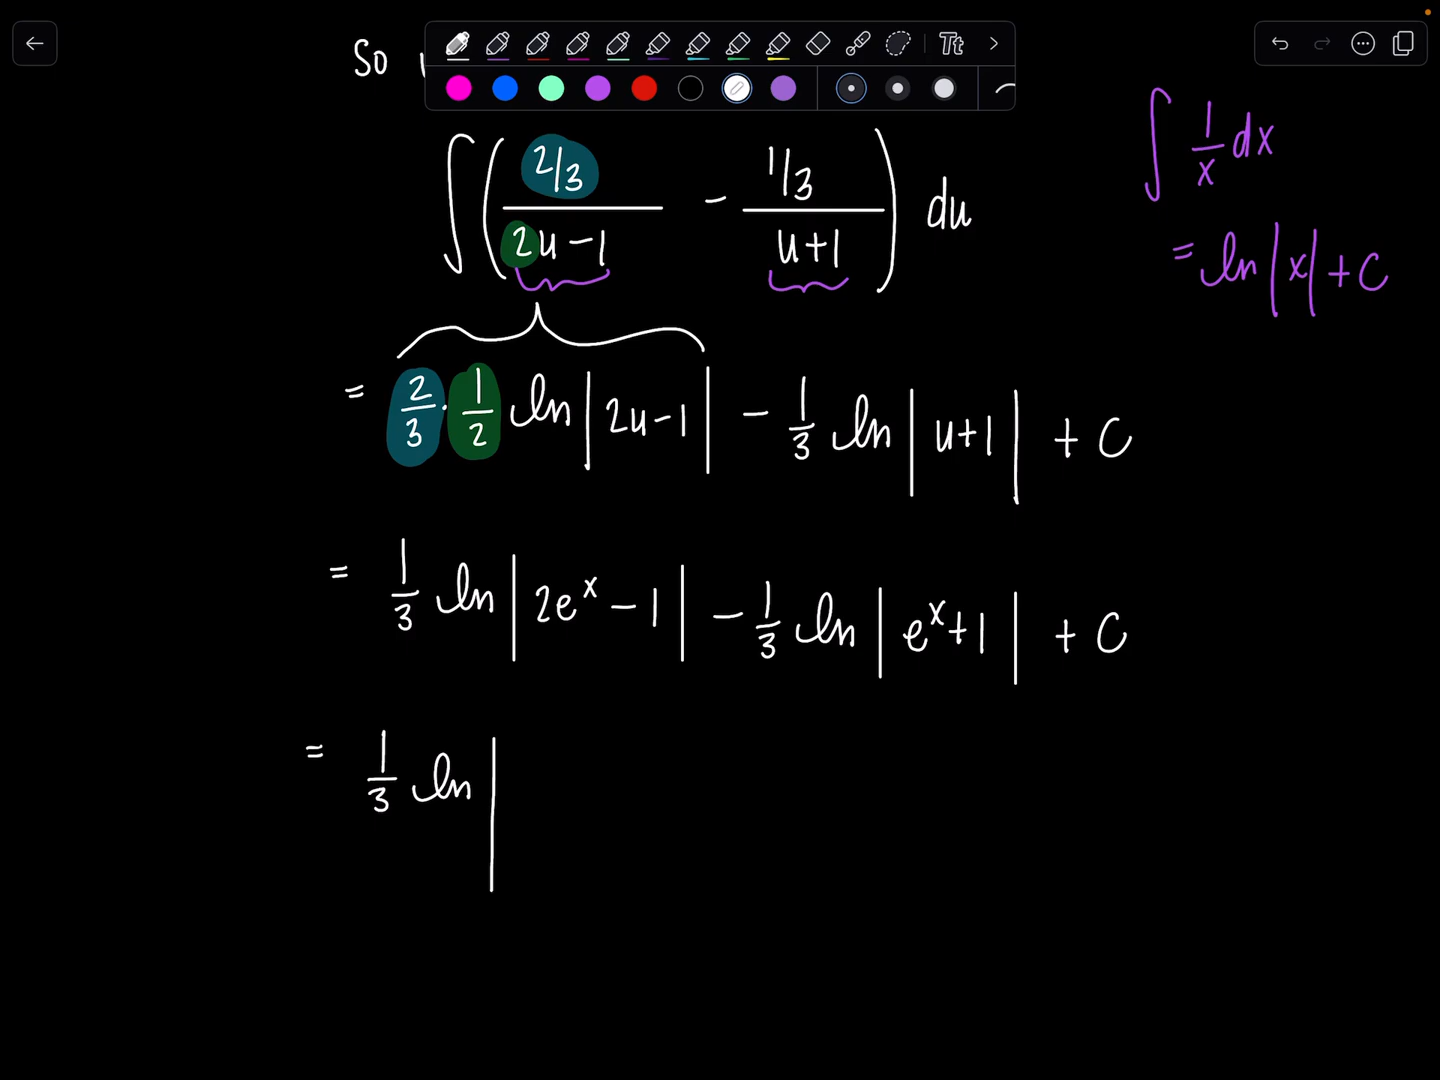 So
Tt
∫ ( 2/3 / (2u−1) − 1/3 / (u+1) ) du
∫ 1/x dx
= ln|x| + C
= 2/3 · 1/2 ln|2u−1| − 1/3 ln|u+1| + C
= 1/3 ln|2e^x − 1| − 1/3 ln|e^x+1| + C
= 1/3 ln|